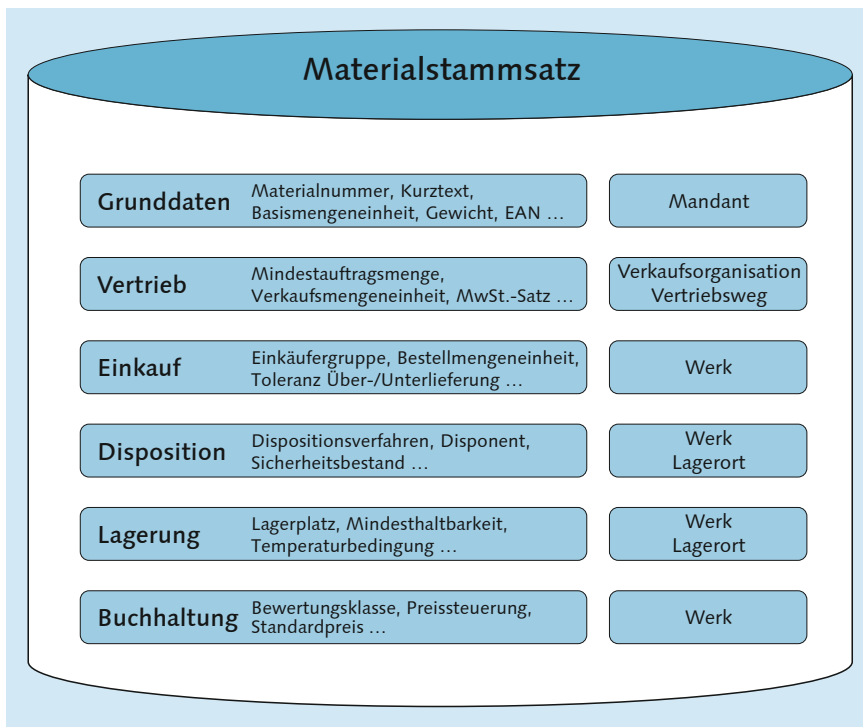 Materialstammsatz
Grunddaten
Materialnummer, Kurztext,
Basismengeneinheit, Gewicht, EAN …
Mandant
Vertrieb
Mindestauftragsmenge,
Verkaufsmengeneinheit, MwSt.-Satz …
Verkaufsorganisation
Vertriebsweg
Einkauf
Einkäufergruppe, Bestellmengeneinheit,
Toleranz Über-/Unterlieferung …
Werk
Disposition
Dispositionsverfahren, Disponent,
Sicherheitsbestand …
Werk
Lagerort
Lagerung
Lagerplatz, Mindesthaltbarkeit,
Temperaturbedingung …
Werk
Lagerort
Buchhaltung
Bewertungsklasse, Preissteuerung,
Standardpreis …
Werk